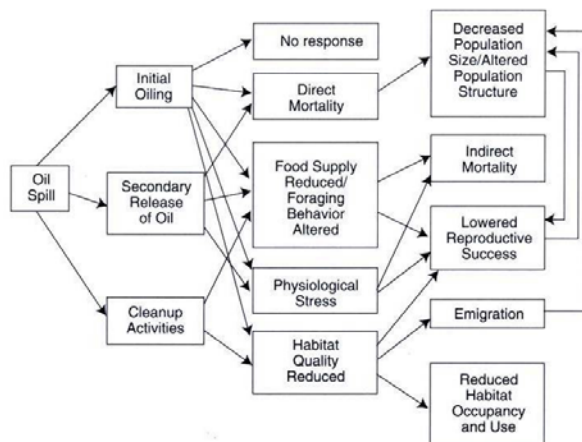 Oil
Spill
Initial
Oiling
Secondary
Release
of Oil
Cleanup
Activities
No response
Direct
Mortality
Food Supply
Reduced/
Foraging
Behavior
Altered
Physiological
Stress
Habitat
Quality
Reduced
Decreased
Population
Size/Altered
Population
Structure
Indirect
Mortality
Lowered
Reproductive
Success
Emigration
Reduced
Habitat
Occupancy
and Use